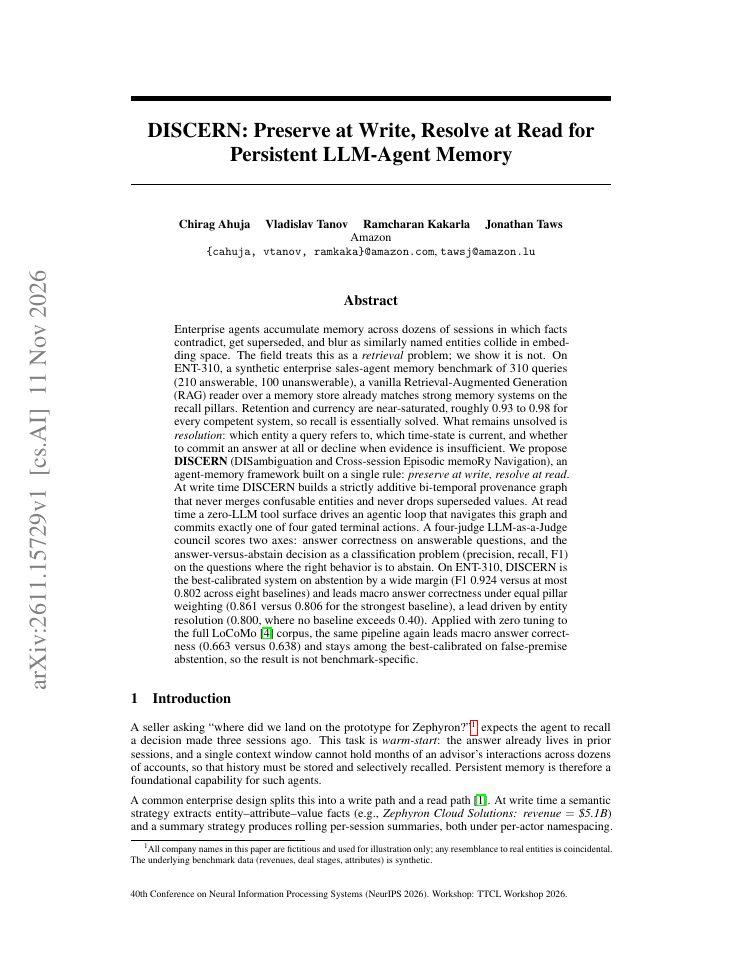 DISCERN: Preserve at Write, Resolve at Read for
Persistent LLM-Agent Memory
Chirag Ahuja Vladislav Tanov Ramcharan Kakarla Jonathan Taws
Amazon
{cahuja, vtanov, ramkaka}@amazon.com, tawsj@amazon.lu
arXiv:2611.15729v1 [cs.AI] 11 Nov 2026
Abstract
Enterprise agents accumulate memory across dozens of sessions in which facts
contradict, get superseded, and blur as similarly named entities collide in embed-
ding space. The field treats this as a retrieval problem; we show it is not. On
ENT-310, a synthetic enterprise sales-agent memory benchmark of 310 queries
(210 answerable, 100 unanswerable), a vanilla Retrieval-Augmented Generation
(RAG) reader over a memory store already matches strong memory systems on the
recall pillars. Retention and currency are near-saturated, roughly 0.93 to 0.98 for
every competent system, so recall is essentially solved. What remains unsolved is
resolution: which entity a query refers to, which time-state is current, and whether
to commit an answer at all or decline when evidence is insufficient. We propose
DISCERN (DISambiguation and Cross-session Episodic memoRy Navigation), an
agent-memory framework built on a single rule: preserve at write, resolve at read.
At write time DISCERN builds a strictly additive bi-temporal provenance graph
that never merges confusable entities and never drops superseded values. At read
time a zero-LLM tool surface drives an agentic loop that navigates this graph and
commits exactly one of four gated terminal actions. A four-judge LLM-as-a-Judge
council scores two axes: answer correctness on answerable questions, and the
answer-versus-abstain decision as a classification problem (precision, recall, F1)
on the questions where the right behavior is to abstain. On ENT-310, DISCERN is
the best-calibrated system on abstention by a wide margin (F1 0.924 versus at most
0.802 across eight baselines) and leads macro answer correctness under equal pillar
weighting (0.861 versus 0.806 for the strongest baseline), a lead driven by entity
resolution (0.800, where no baseline exceeds 0.40). Applied with zero tuning to
the full LoCoMo [4] corpus, the same pipeline again leads macro answer correct-
ness (0.663 versus 0.638) and stays among the best-calibrated on false-premise
abstention, so the result is not benchmark-specific.
1 Introduction
A seller asking “where did we land on the prototype for Zephyron?”1 expects the agent to recall
a decision made three sessions ago. This task is warm-start: the answer already lives in prior
sessions, and a single context window cannot hold months of an advisor’s interactions across dozens
of accounts, so that history must be stored and selectively recalled. Persistent memory is therefore a
foundational capability for such agents.
A common enterprise design splits this into a write path and a read path [1]. At write time a semantic
strategy extracts entity–attribute–value facts (e.g., Zephyron Cloud Solutions: revenue = $5.1B)
and a summary strategy produces rolling per-session summaries, both under per-actor namespacing.
1All company names in this paper are fictitious and used for illustration only; any resemblance to real entities is coincidental.
The underlying benchmark data (revenues, deal stages, attributes) is synthetic.
40th Conference on Neural Information Processing Systems (NeurIPS 2026). Workshop: TTCL Workshop 2026.